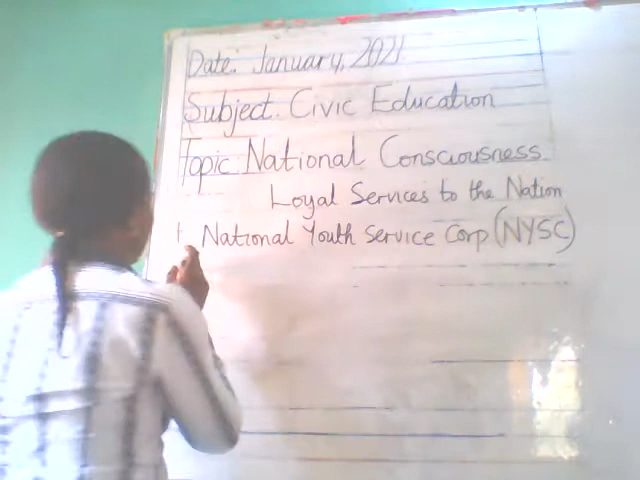 Date: January, 2021
Subject. Civic Education
Topic National Consciousness
Loyal Services to the Nation
1. National Youth Service Corp (NYSC)